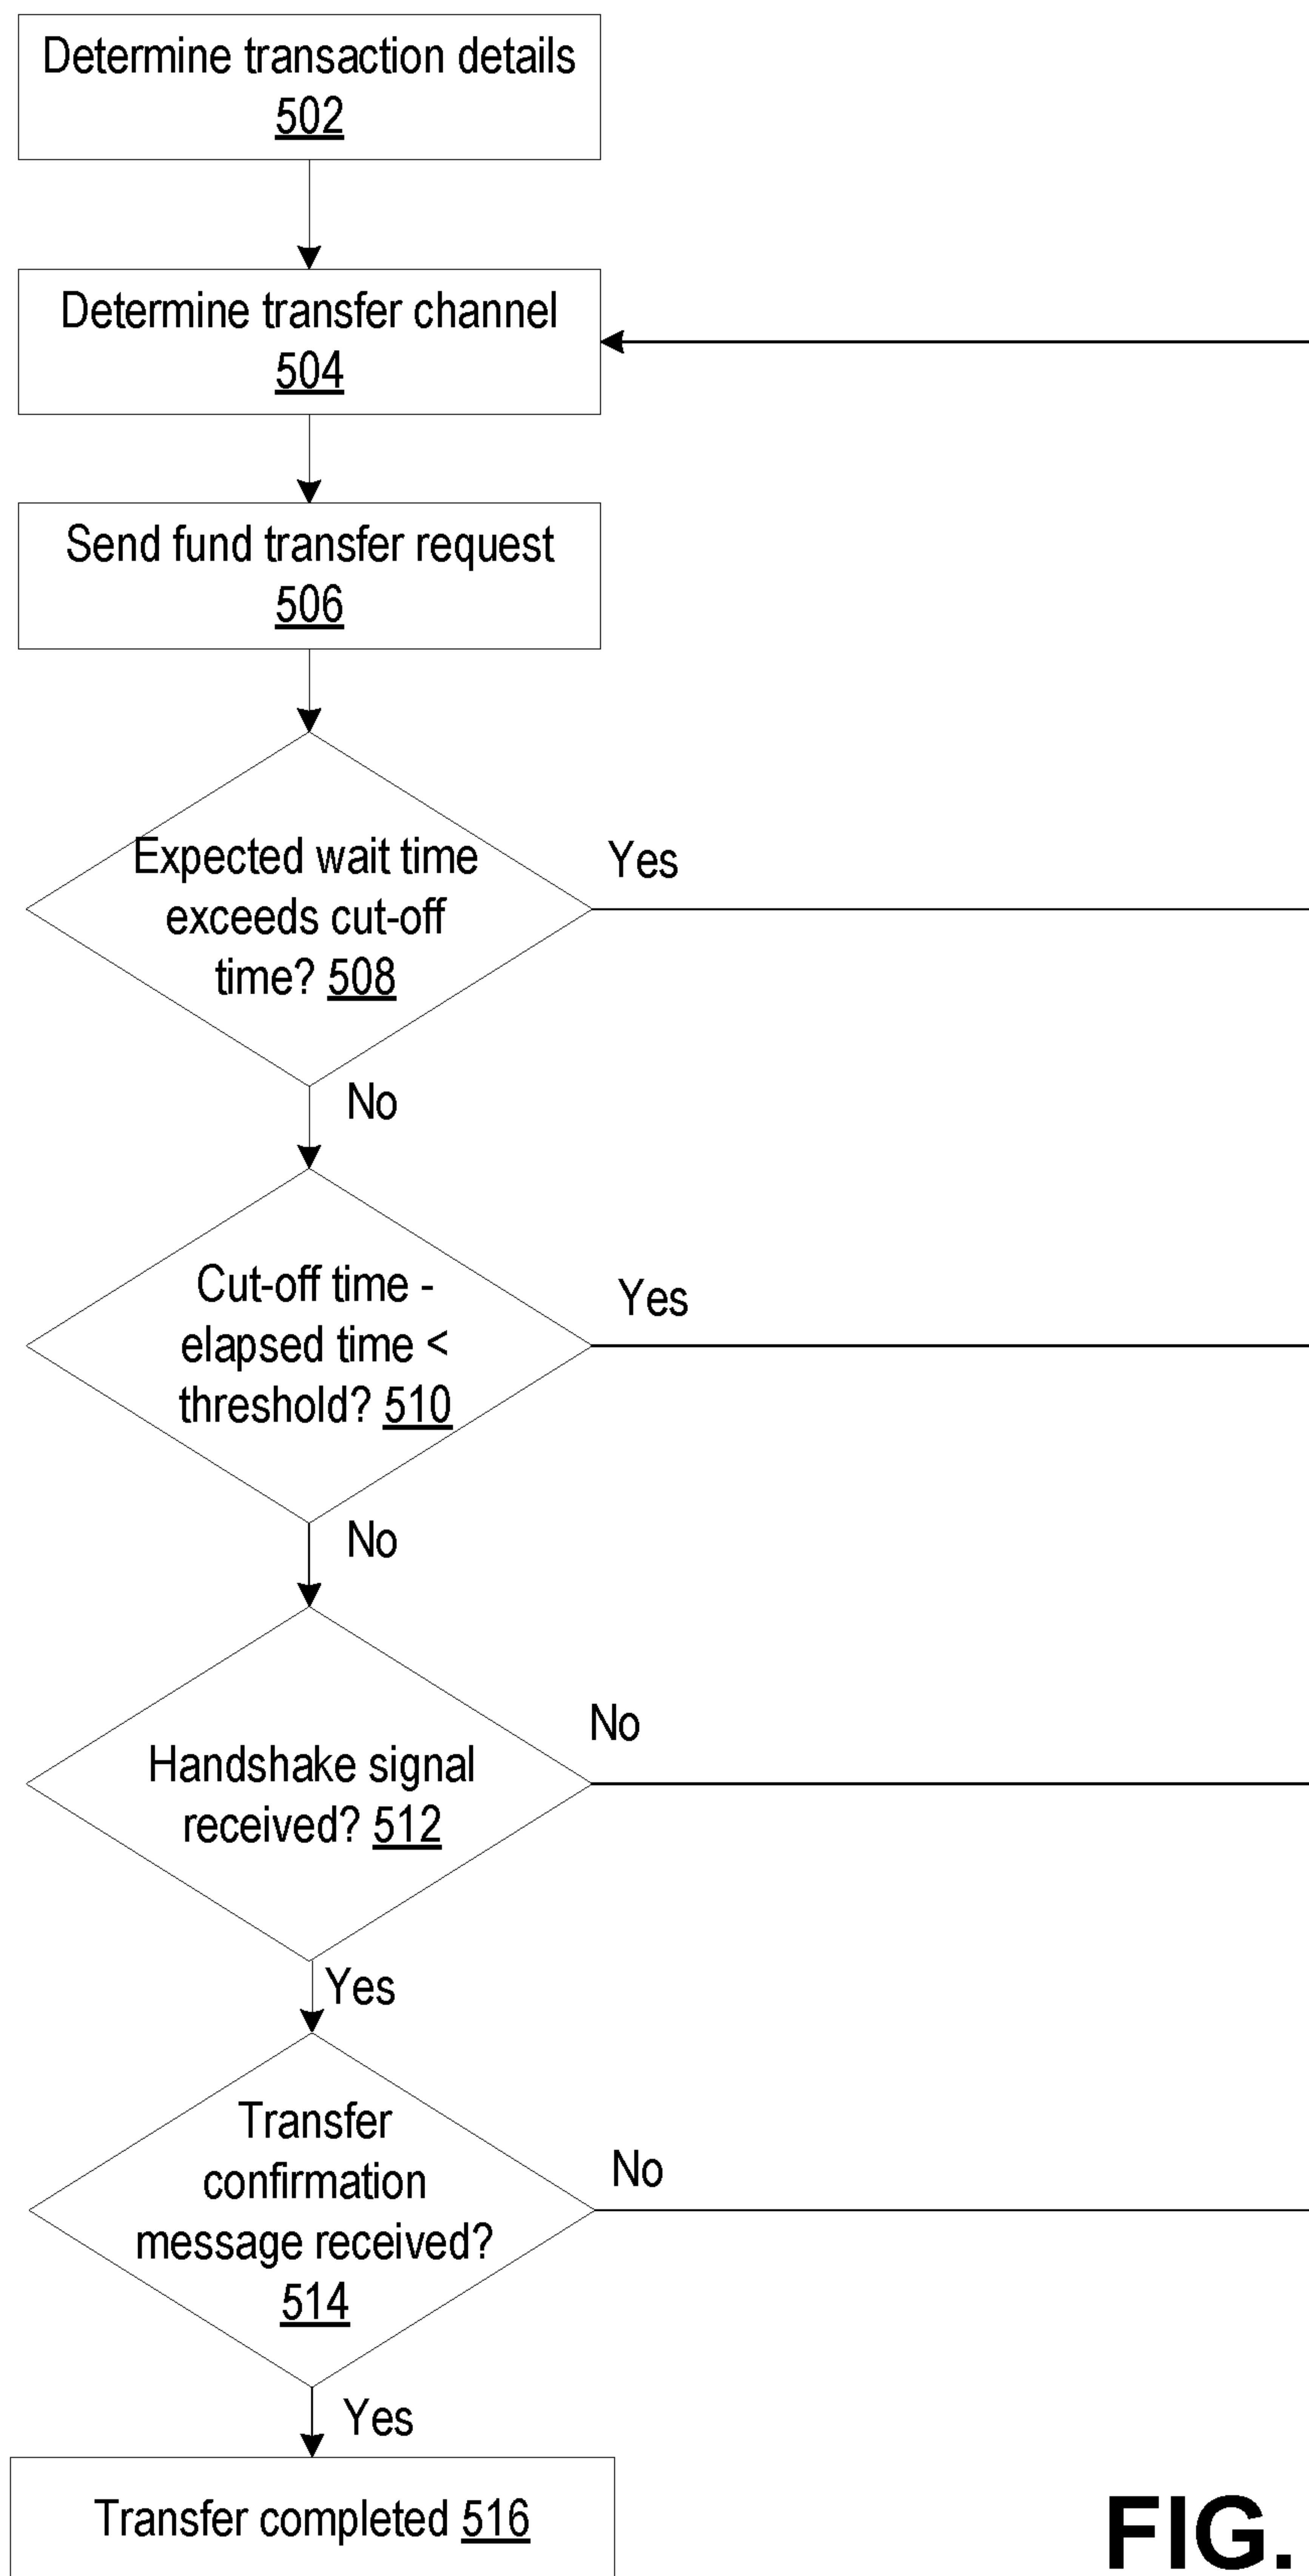 Determine transaction details
502
Determine transfer channel
504
Send fund transfer request
506
Expected wait time
exceeds cut-off
time? 508
Yes
No
Cut-off time -
elapsed time <
threshold? 510
Yes
No
Handshake signal
received? 512
No
Yes
Transfer
confirmation
message received?
514
No
Yes
Transfer completed 516
FIG.